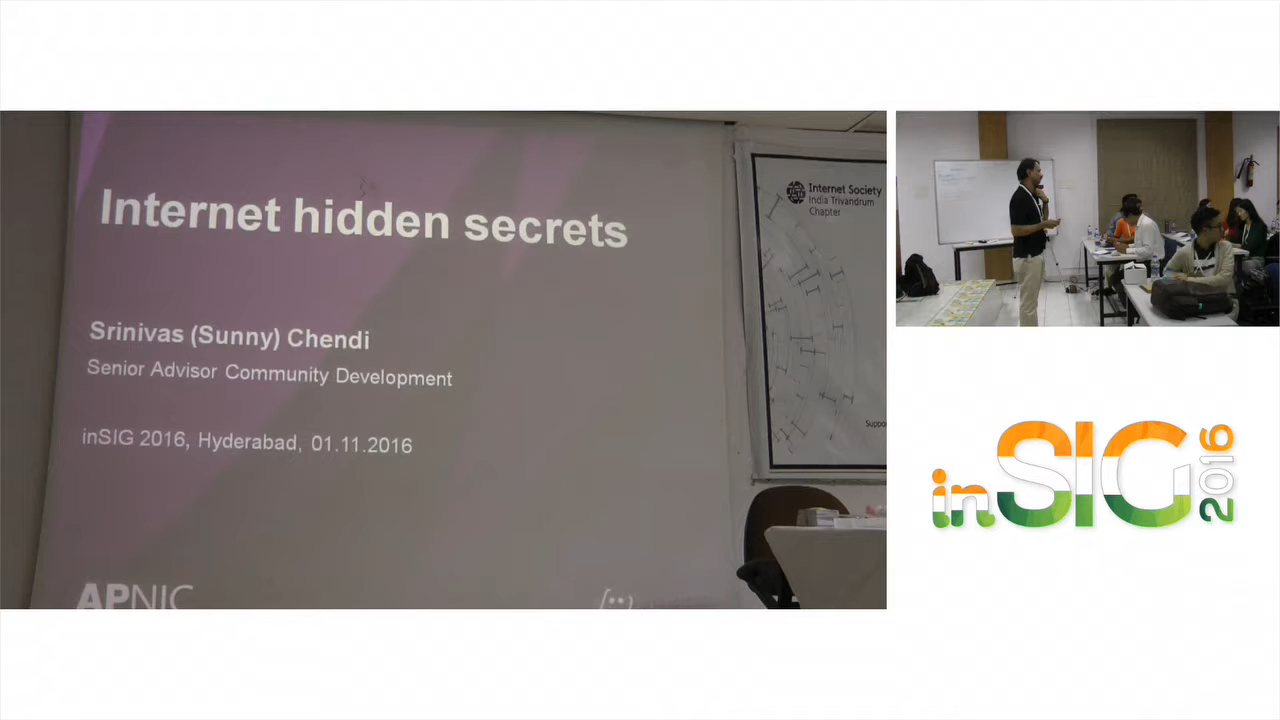 Internet hidden secrets
Srinivas (Sunny) Chendi
Senior Advisor Community Development
inSIG 2016, Hyderabad, 01.11.2016
APNIC
Internet Society
India Trivandrum
Chapter
inSIG 2016